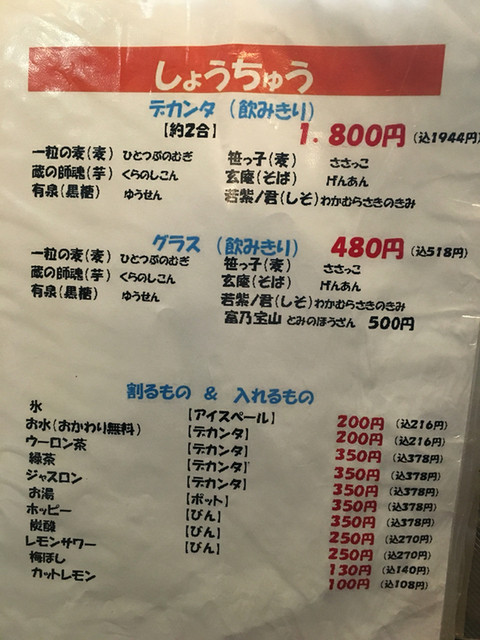 しょうちゅう
デカンタ (飲みきり)
【約2合】 1.800円 (込1944円)
一粒の麦(麦) ひとつぶのむぎ 笹っ子(麦) ささっこ
蔵の師魂(芋) くらのしこん 玄庵(そば) げんあん
有泉(黒糖) ゆうせん 若紫ノ君(しそ)わかむらさきのきみ
グラス (飲みきり) 480円 (込518円)
一粒の麦(麦) ひとつぶのむぎ 笹っ子(麦) ささっこ
蔵の師魂(芋) くらのしこん 玄庵(そば) げんあん
有泉(黒糖) ゆうせん 若紫ノ君(しそ)わかむらさきのきみ
富乃宝山 とみのほうざん 500円
割るもの & 入れるもの
氷 【アイスペール】 200円 (込216円)
お水(おかわり無料) 【デカンタ】 200円 (込216円)
ウーロン茶 【デカンタ】 350円 (込378円)
緑茶 【デカンタ】 350円 (込378円)
ジャスロン 【デカンタ】 350円 (込378円)
お湯 【ポット】 350円 (込378円)
ホッピー 【びん】 350円 (込378円)
炭酸 【びん】 250円 (込270円)
レモンサワー 【びん】 250円 (込270円)
梅ぼし 130円 (込140円)
カットレモン 100円 (込108円)